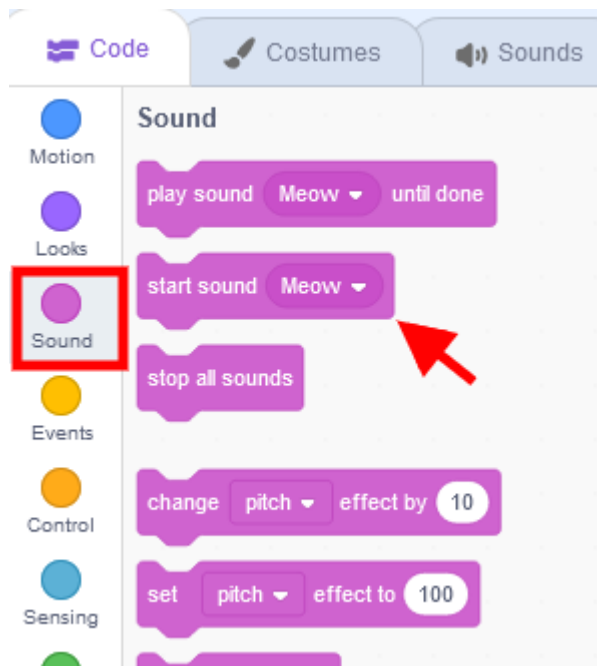 Code
Costumes
Sounds
Motion
Looks
Sound
Events
Control
Sensing
Sound
play sound Meow until done
start sound Meow
stop all sounds
change pitch effect by 10
set pitch effect to 100